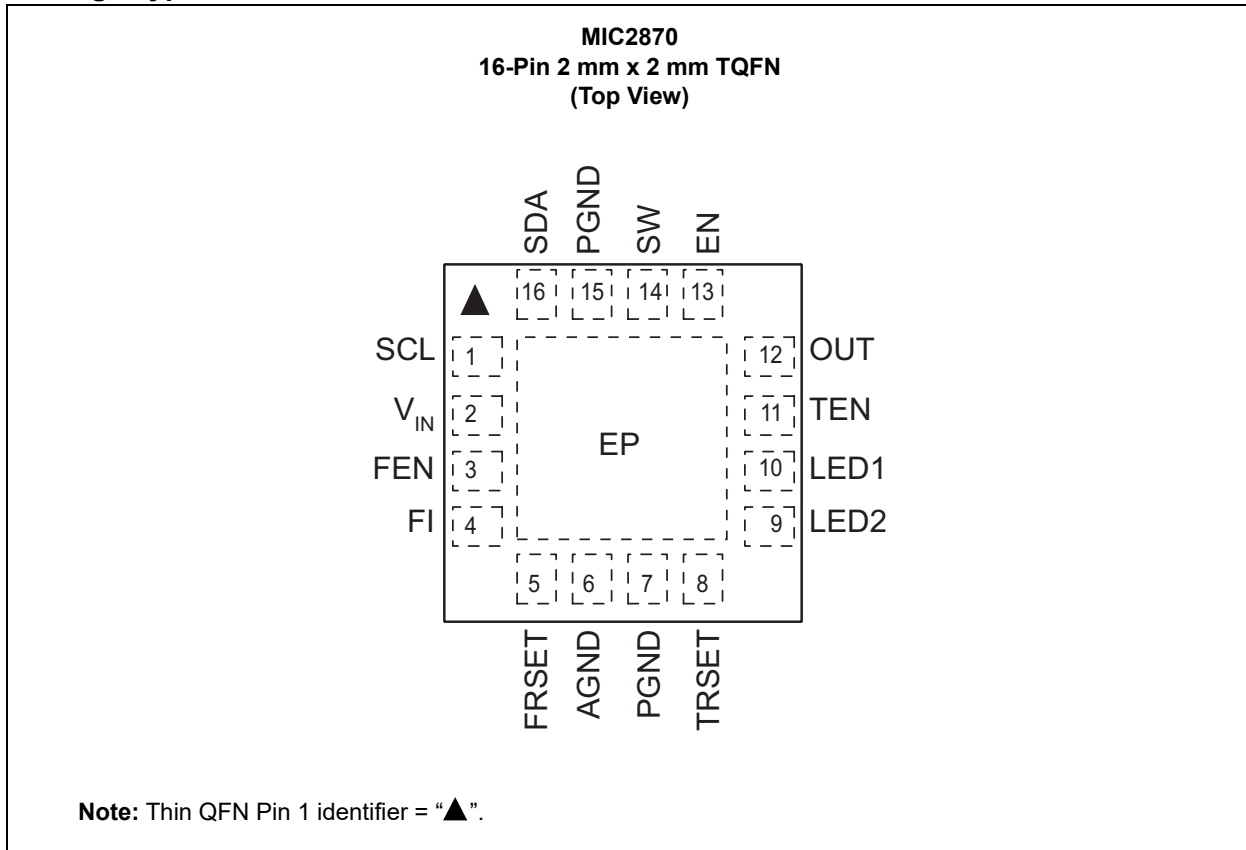 MIC2870
16-Pin 2 mm x 2 mm TQFN
(Top View)
SDA
PGND
SW
EN
16
15
14
13
SCL 1
VIN 2
FEN 3
FI 4
EP
12 OUT
11 TEN
10 LED1
9 LED2
5
6
7
8
FRSET
AGND
PGND
TRSET
Note: Thin QFN Pin 1 identifier = “▲”.